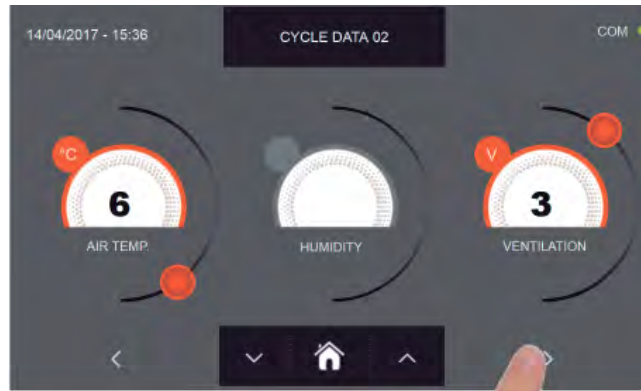 14/04/2017 - 15:36
CYCLE DATA 02
COM
°C
6
AIR TEMP.
HUMIDITY
V
3
VENTILATION